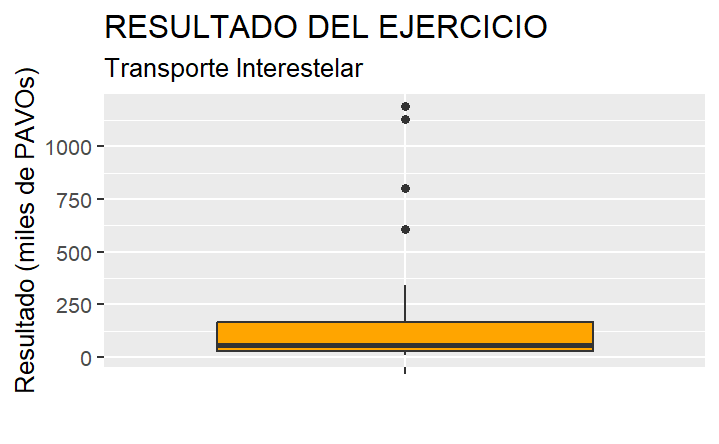 RESULTADO DEL EJERCICIO
Transporte Interestelar
Resultado (miles de PAVOs)
1000
750
500
250
0